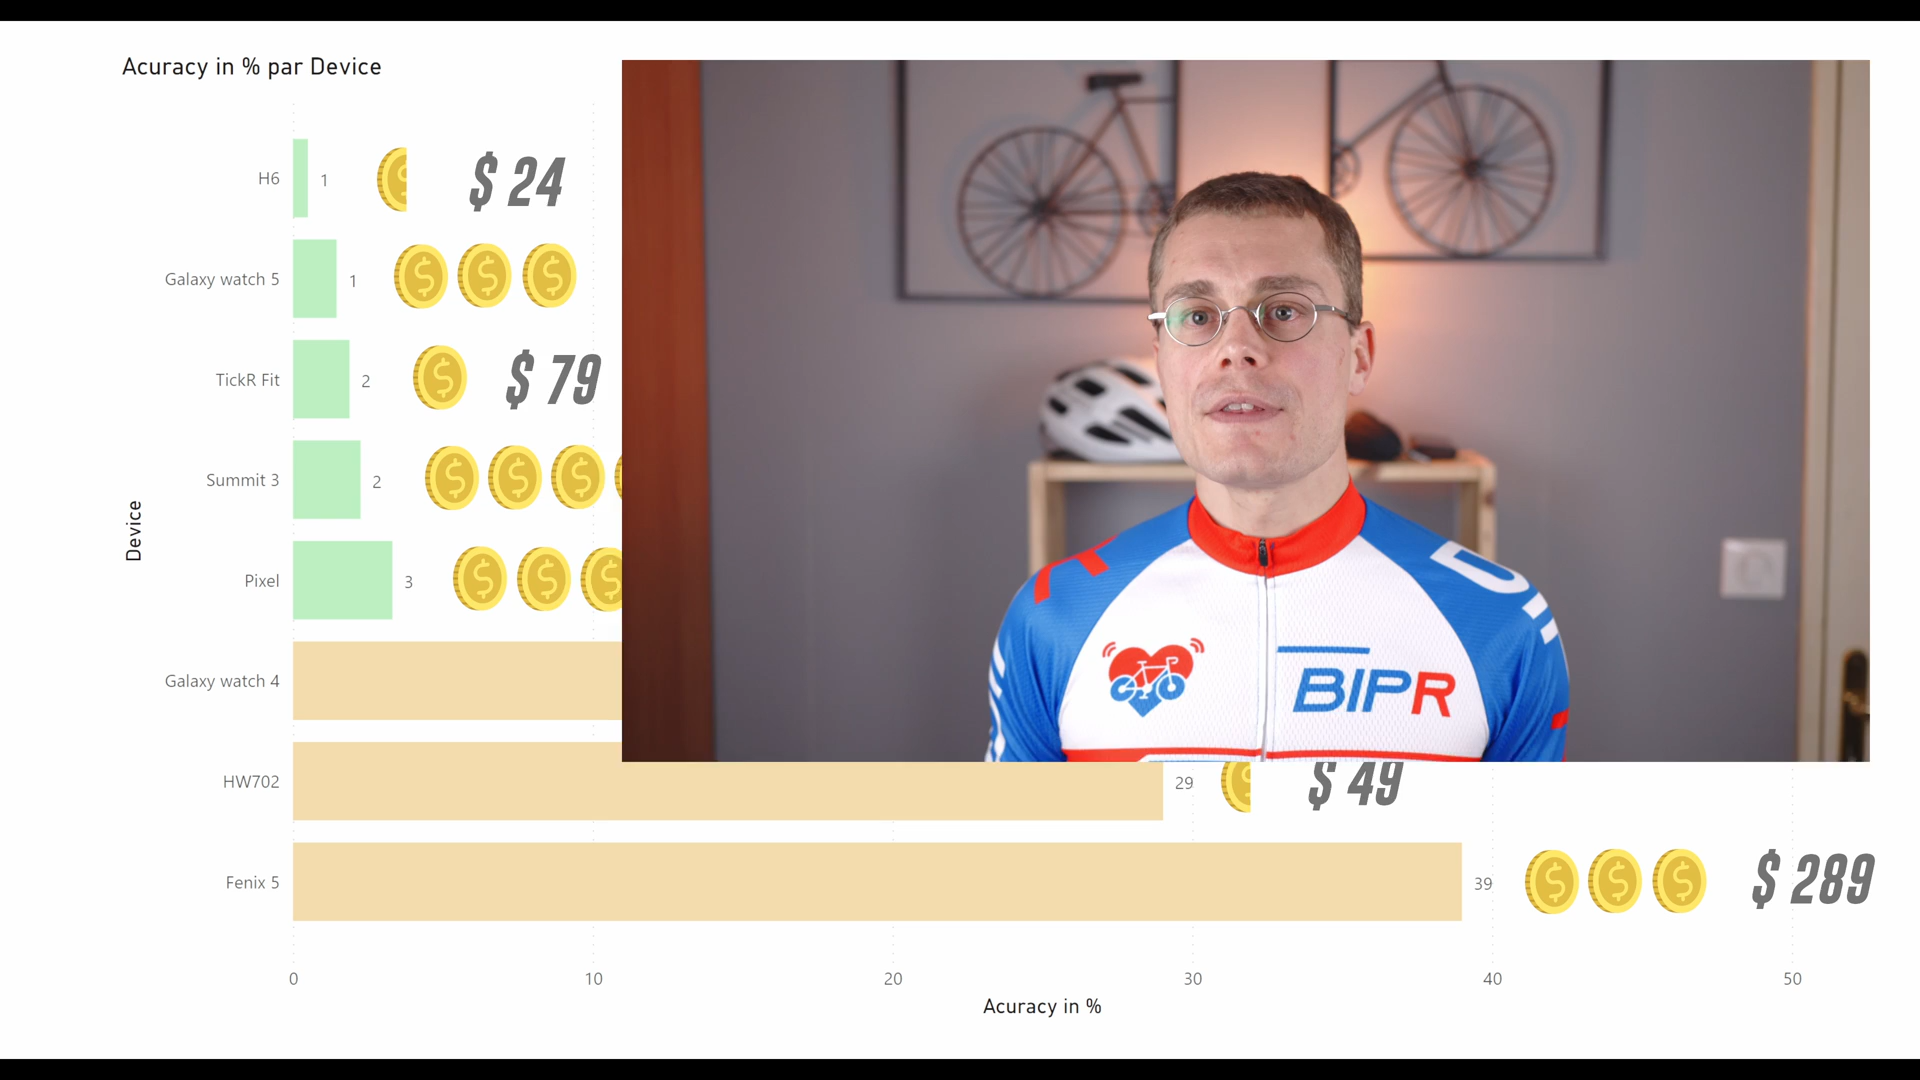 Acuracy in % par Device
H6
1
$ 24
Galaxy watch 5
1
TickR Fit
2
$ 79
Summit 3
2
Device
Pixel
3
Galaxy watch 4
BIPR
HW702
29
$ 49
Fenix 5
39
$ 289
0
10
20
30
40
50
Acuracy in %